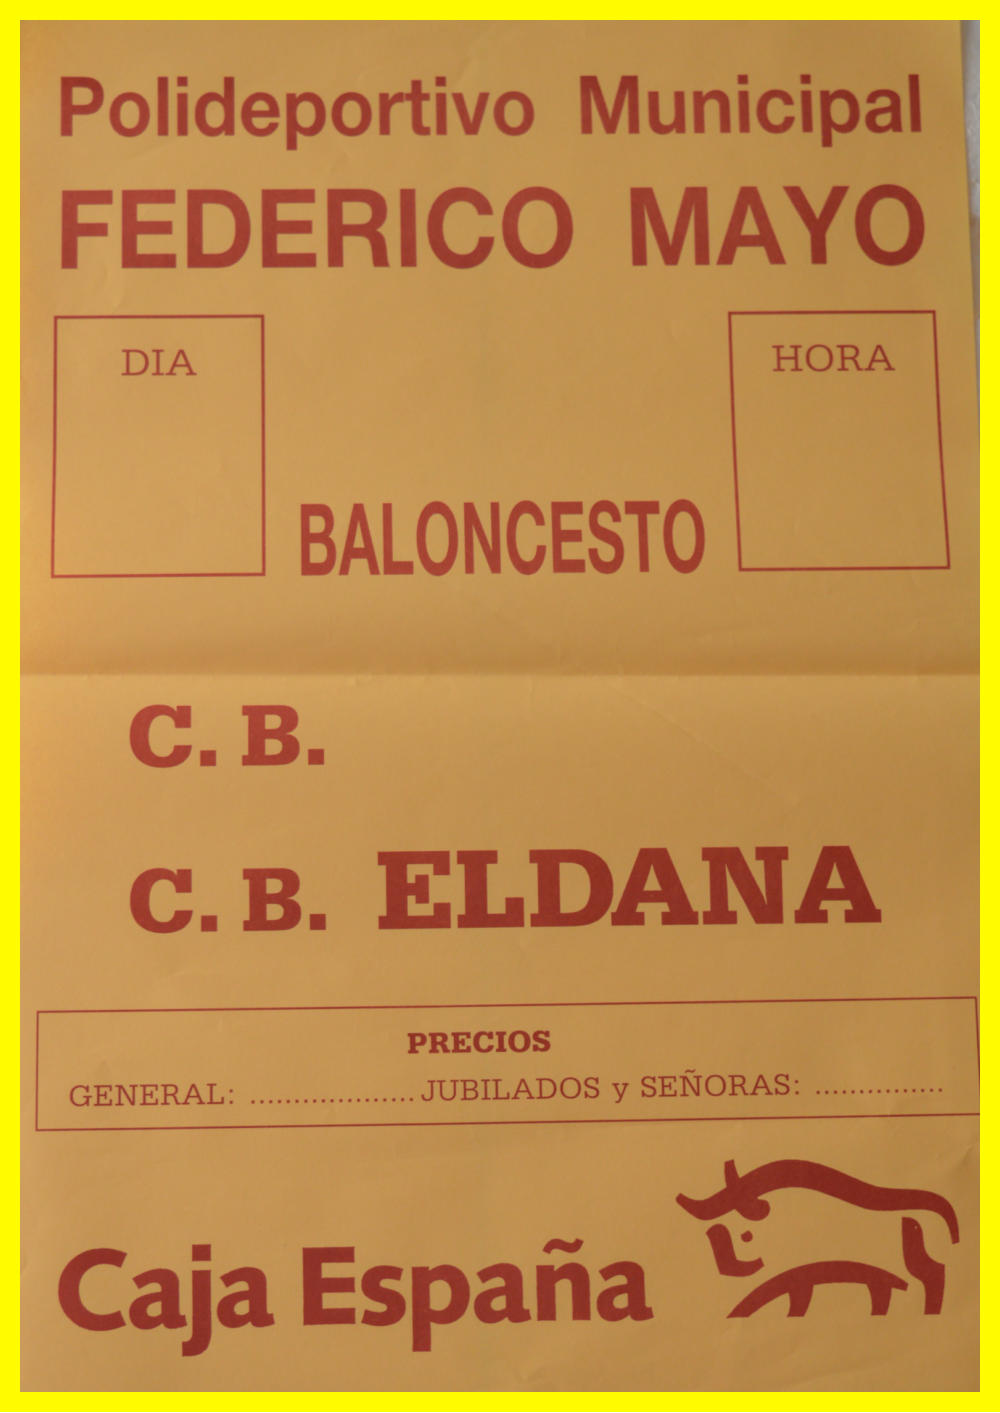 Polideportivo Municipal
FEDERICO MAYO
DIA
HORA
BALONCESTO
C. B.
C. B. ELDANA
PRECIOS
GENERAL: ................... JUBILADOS y SEÑORAS: ...............
Caja España